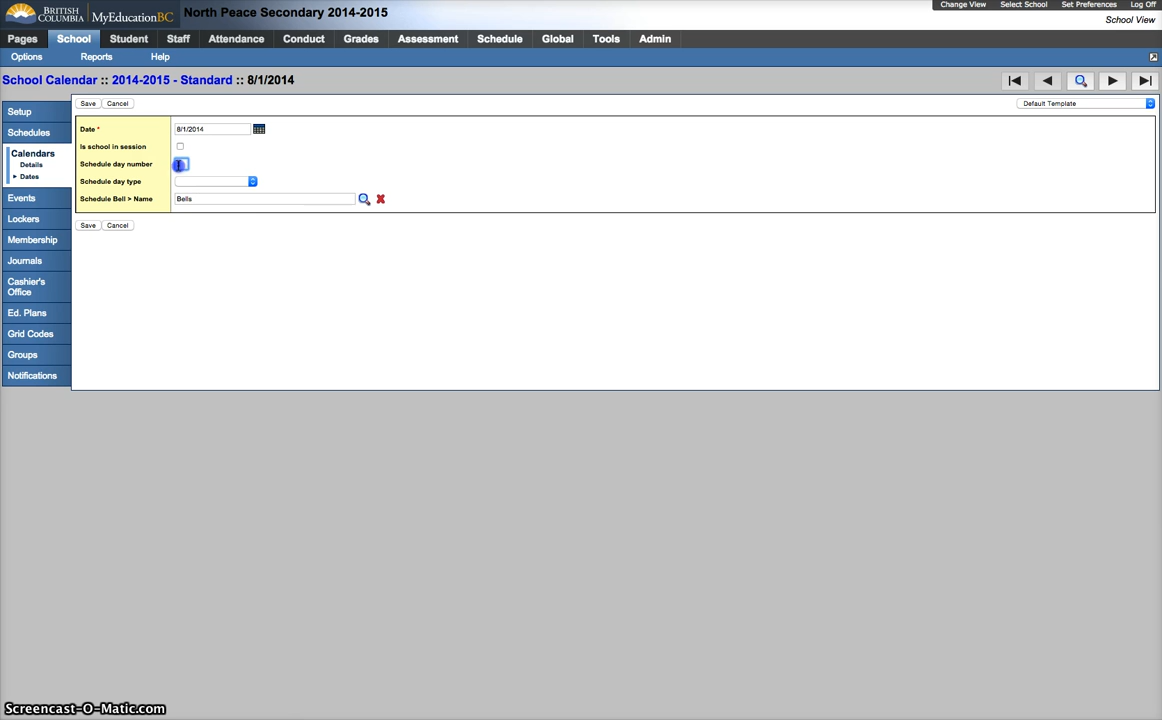 BRITISH COLUMBIA MyEducationBC North Peace Secondary 2014-2015 Change View Select School Set Preferences Log Off
School View
Pages School Student Staff Attendance Conduct Grades Assessment Schedule Global Tools Admin
Options Reports Help
School Calendar :: 2014-2015 - Standard :: 8/1/2014
Setup
Schedules
Calendars
Details
Dates
Events
Lockers
Membership
Journals
Cashier's
Office
Ed. Plans
Grid Codes
Groups
Notifications
Save Cancel Default Template
Date * 8/1/2014
Is school in session
Schedule day number
Schedule day type
Schedule Bell > Name Bells
Save Cancel
Screencast-O-Matic.com